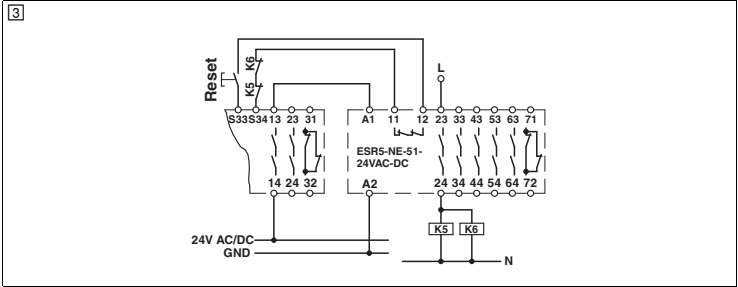 3
Reset
K5 K6
L
S33 S34 13 23 31
A1 11 12 23 33 43 53 63 71
ESR5-NE-51-
24VAC-DC
14 24 32
A2 24 34 44 54 64 72
K5 K6
24V AC/DC
GND
N